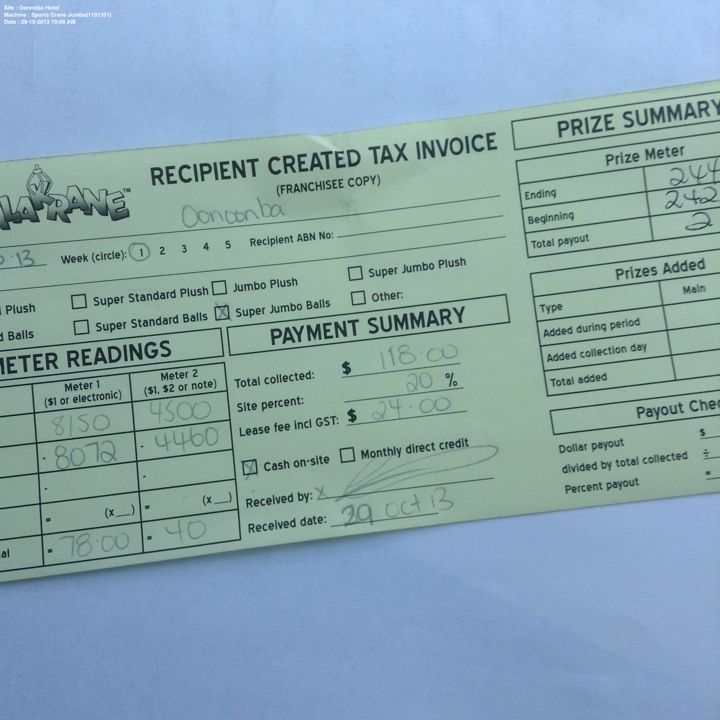 Site : Oonnoba Hotel
Machine : Sports Crane Jumbo(1101351)
Date : 29-10-2013 10:06 AM
RECIPIENT CREATED TAX INVOICE
(FRANCHISEE COPY)
Oonoonba
13 Week (circle): 1 2 3 4 5 Recipient ABN No:
Plush Super Standard Plush Jumbo Plush Super Jumbo Plush
Balls Super Standard Balls Super Jumbo Balls Other:
METER READINGS
Meter 1 Meter 2
($1 or electronic) ($1, $2 or note)
8150 4500
- 8072 - 4460
- -
= (x __) = (x __)
= 78.00 = 40
PAYMENT SUMMARY
Total collected: $ 118.00
Site percent: 20 %
Lease fee incl GST: $ 24.00
Cash on-site Monthly direct credit
Received by: x
Received date: 29 Oct 13
PRIZE SUMMARY
Prize Meter
Ending 244
Beginning 242
Total payout 2
Prizes Added
Type Main
Added during period
Added collection day
Total added
Payout Chec
Dollar payout $
divided by total collected ÷
Percent payout =